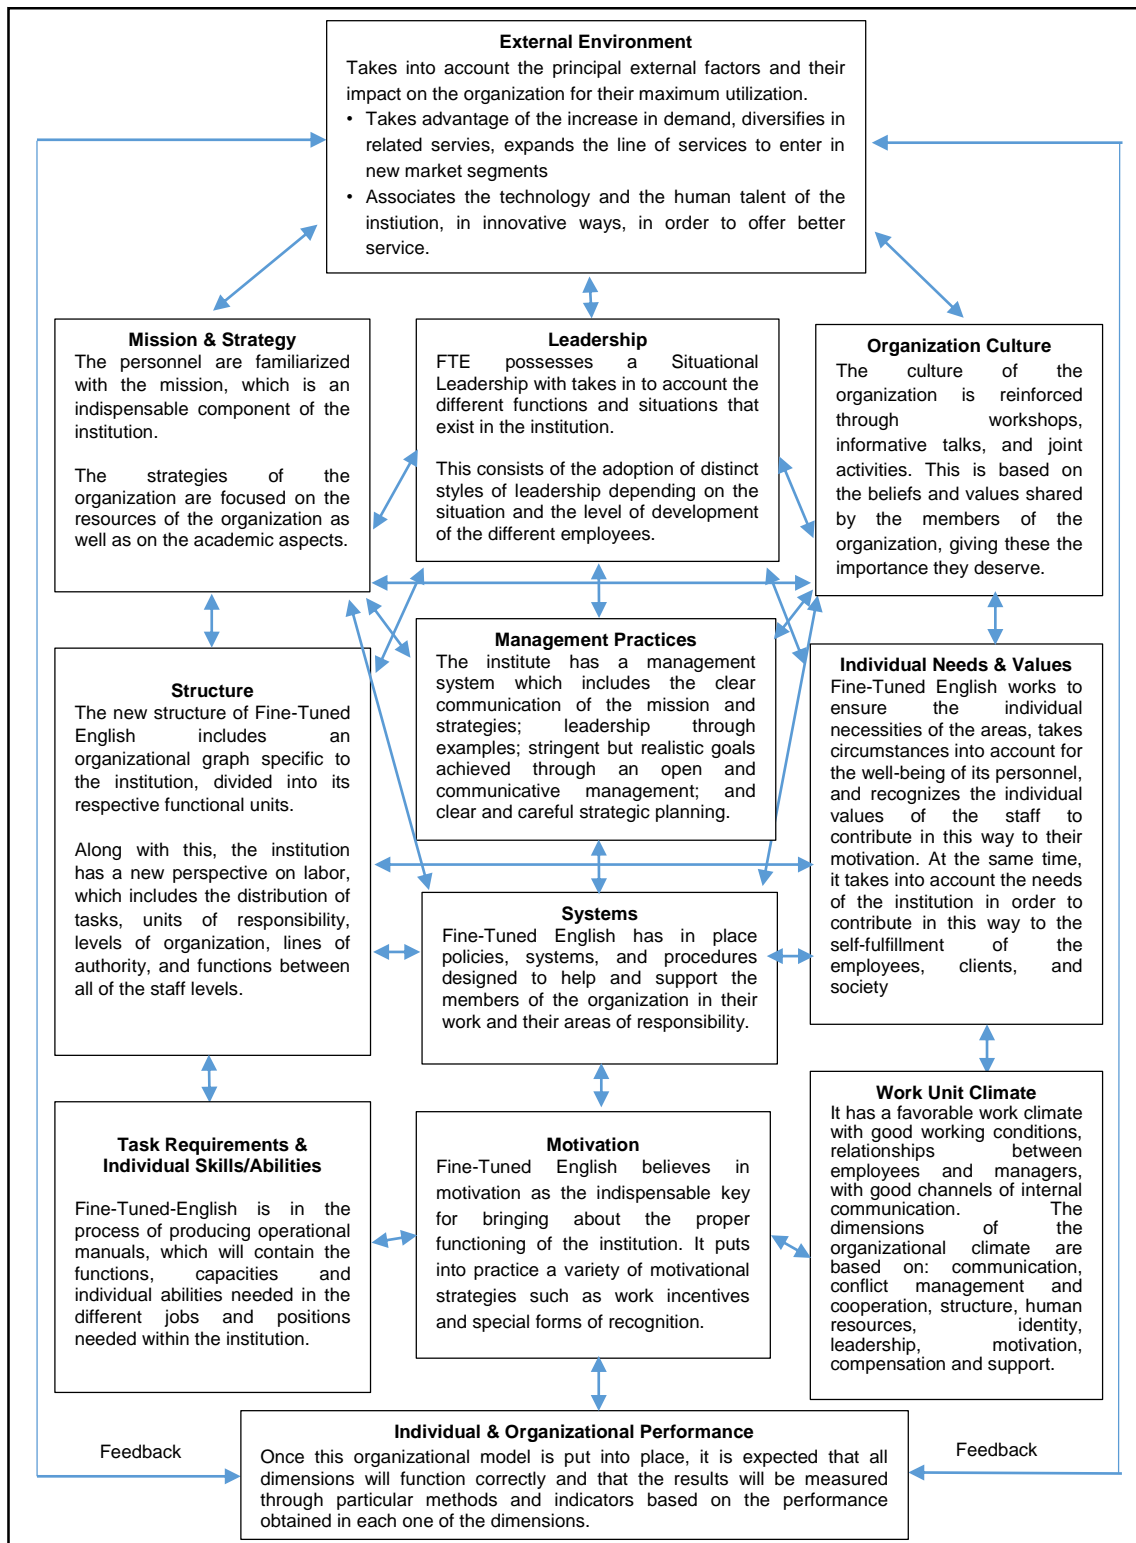 External Environment
Takes into account the principal external factors and their
impact on the organization for their maximum utilization.
• Takes advantage of the increase in demand, diversifies in
related servies, expands the line of services to enter in
new market segments
• Associates the technology and the human talent of the
instiution, in innovative ways, in order to offer better
service.
Mission & Strategy
The personnel are familiarized
with the mission, which is an
indispensable component of the
institution.
The strategies of the
organization are focused on the
resources of the organization as
well as on the academic aspects.
Leadership
FTE possesses a Situational
Leadership with takes in to account the
different functions and situations that
exist in the institution.
This consists of the adoption of distinct
styles of leadership depending on the
situation and the level of development
of the different employees.
Organization Culture
The culture of the
organization is reinforced
through workshops,
informative talks, and joint
activities. This is based on
the beliefs and values shared
by the members of the
organization, giving these the
importance they deserve.
Structure
The new structure of Fine-Tuned
English includes an
organizational graph specific to
the institution, divided into its
respective functional units.
Along with this, the institution
has a new perspective on labor,
which includes the distribution of
tasks, units of responsibility,
levels of organization, lines of
authority, and functions between
all of the staff levels.
Management Practices
The institute has a management
system which includes the clear
communication of the mission and
strategies; leadership through
examples; stringent but realistic goals
achieved through an open and
communicative management; and
clear and careful strategic planning.
Individual Needs & Values
Fine-Tuned English works to
ensure the individual
necessities of the areas, takes
circumstances into account for
the well-being of its personnel,
and recognizes the individual
values of the staff to
contribute in this way to their
motivation. At the same time,
it takes into account the needs
of the institution in order to
contribute in this way to the
self-fulfillment of the
employees, clients, and
society
Systems
Fine-Tuned English has in place
policies, systems, and procedures
designed to help and support the
members of the organization in their
work and their areas of responsibility.
Task Requirements &
Individual Skills/Abilities
Fine-Tuned-English is in the
process of producing operational
manuals, which will contain the
functions, capacities and
individual abilities needed in the
different jobs and positions
needed within the institution.
Motivation
Fine-Tuned English believes in
motivation as the indispensable key
for bringing about the proper
functioning of the institution. It puts
into practice a variety of motivational
strategies such as work incentives
and special forms of recognition.
Work Unit Climate
It has a favorable work climate
with good working conditions,
relationships between
employees and managers,
with good channels of internal
communication. The
dimensions of the
organizational climate are
based on: communication,
conflict management and
cooperation, structure, human
resources, identity,
leadership, motivation,
compensation and support.
Feedback
Individual & Organizational Performance
Once this organizational model is put into place, it is expected that all
dimensions will function correctly and that the results will be measured
through particular methods and indicators based on the performance
obtained in each one of the dimensions.
Feedback